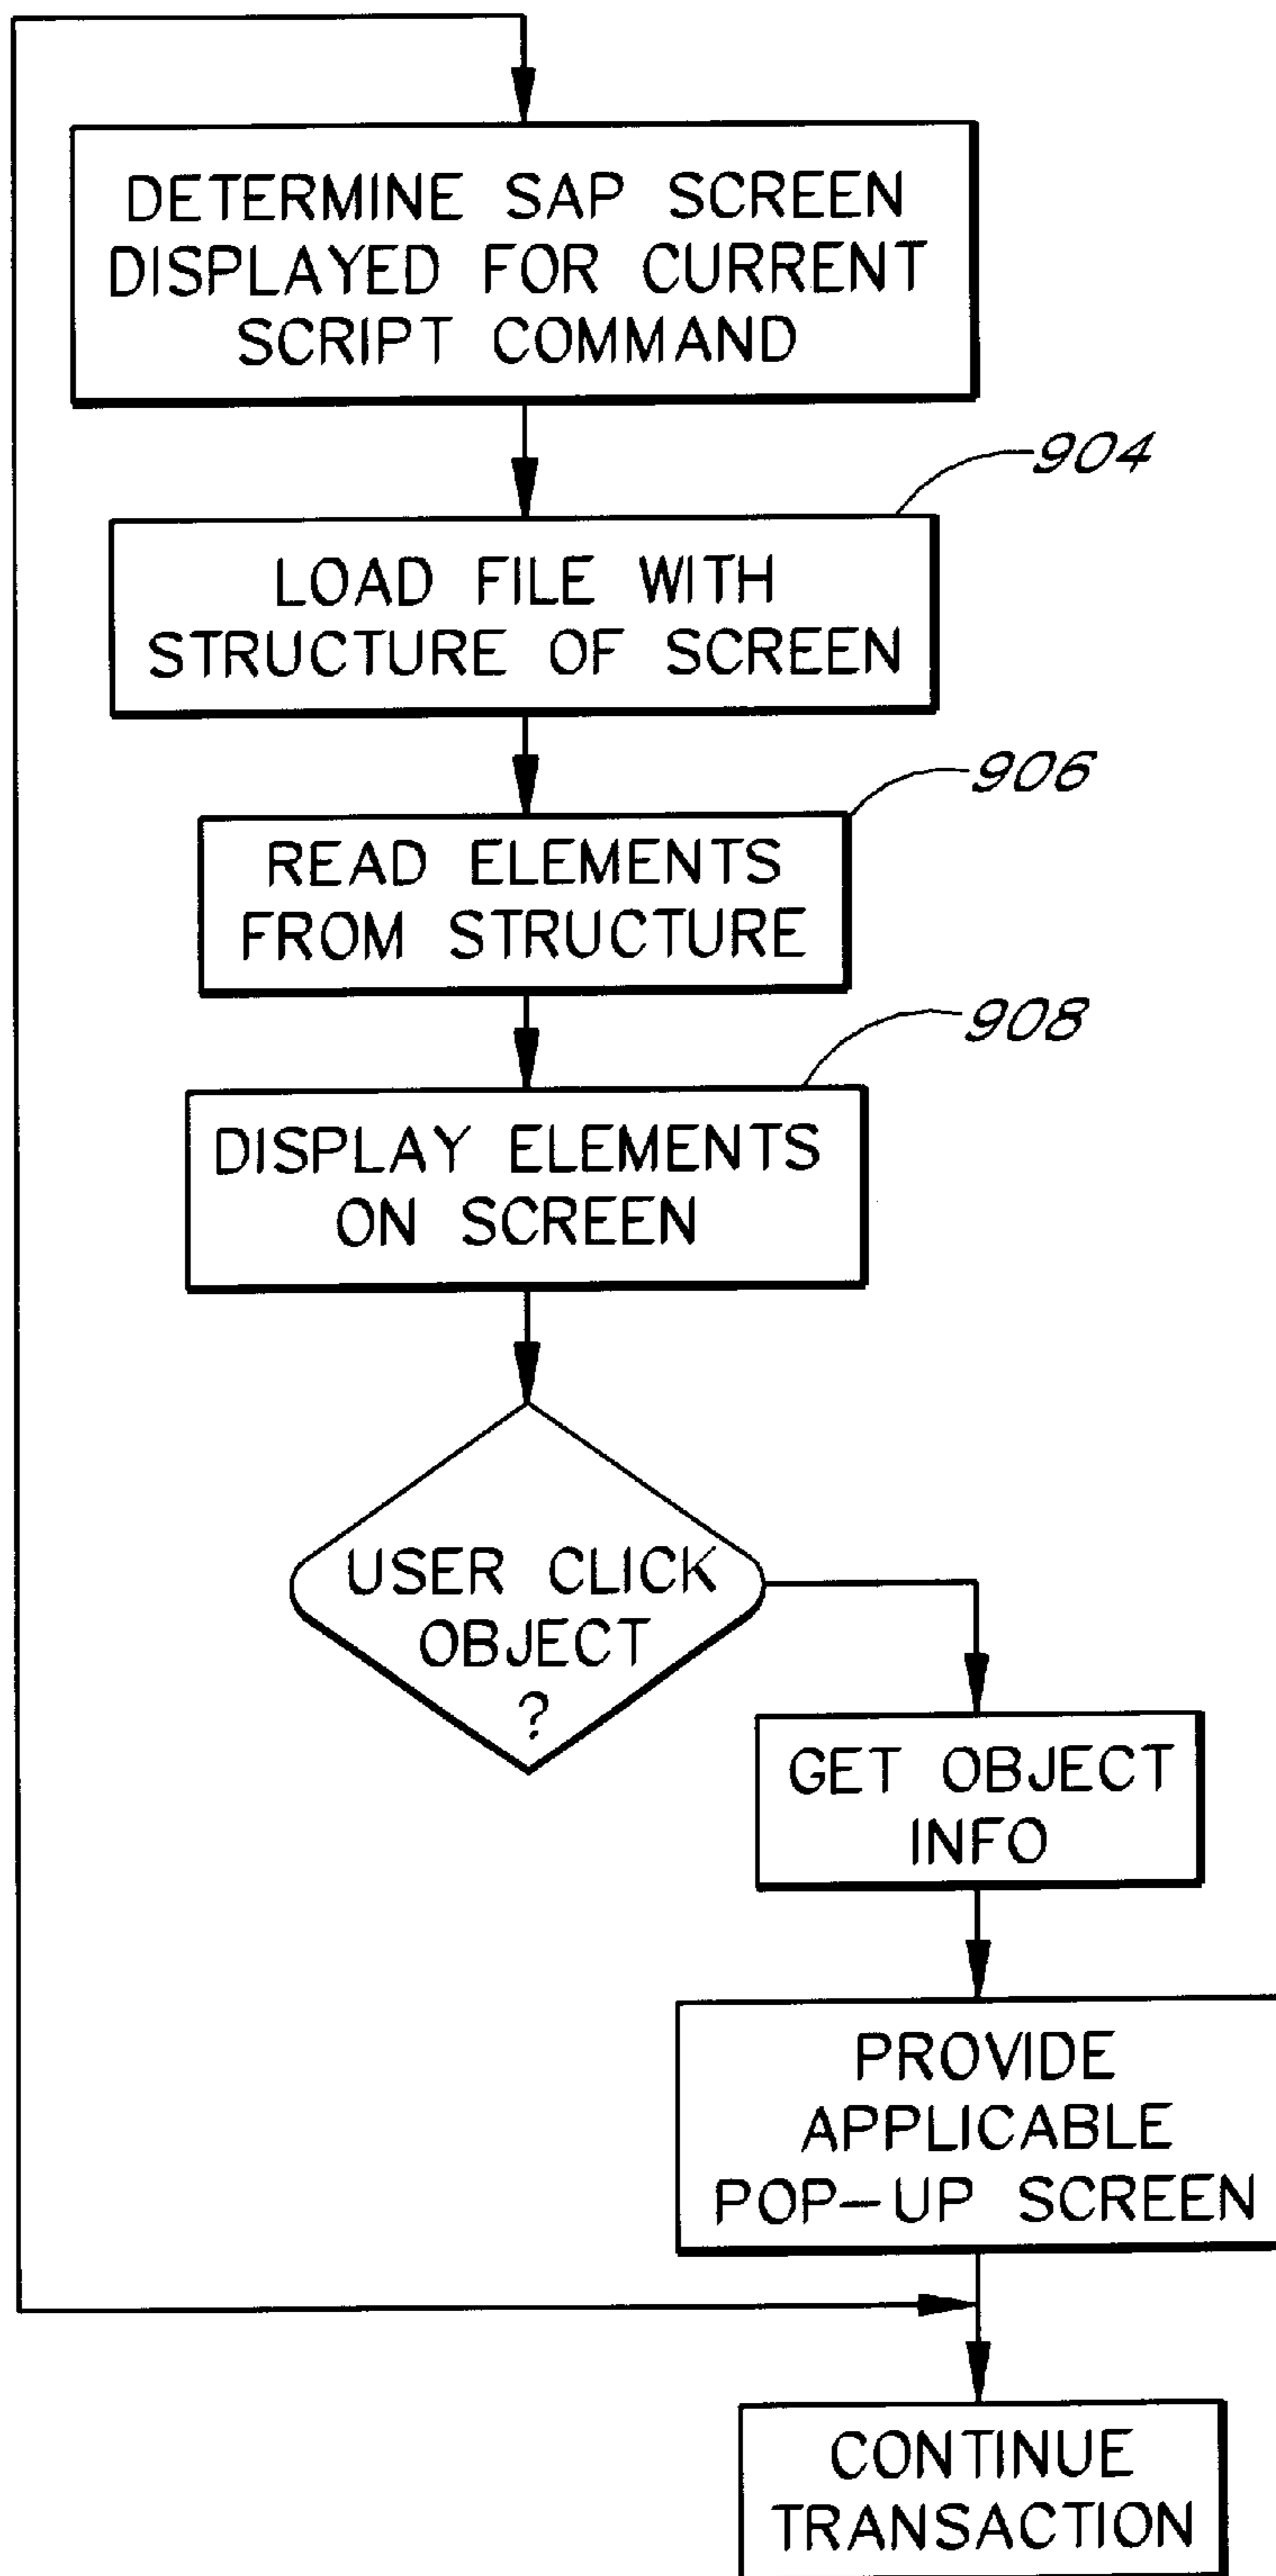 DETERMINE SAP SCREEN
DISPLAYED FOR CURRENT
SCRIPT COMMAND
904
LOAD FILE WITH
STRUCTURE OF SCREEN
906
READ ELEMENTS
FROM STRUCTURE
908
DISPLAY ELEMENTS
ON SCREEN
USER CLICK
OBJECT
?
GET OBJECT
INFO
PROVIDE
APPLICABLE
POP-UP SCREEN
CONTINUE
TRANSACTION